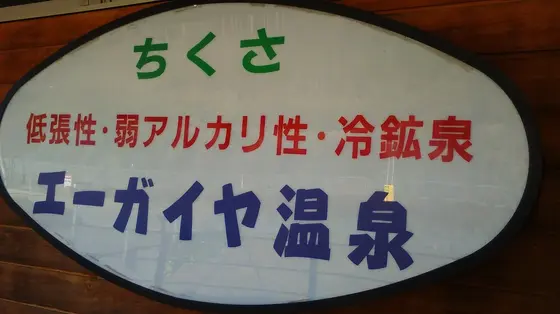 ちくさ
低張性・弱アルカリ性・冷鉱泉
エーガイヤ温泉